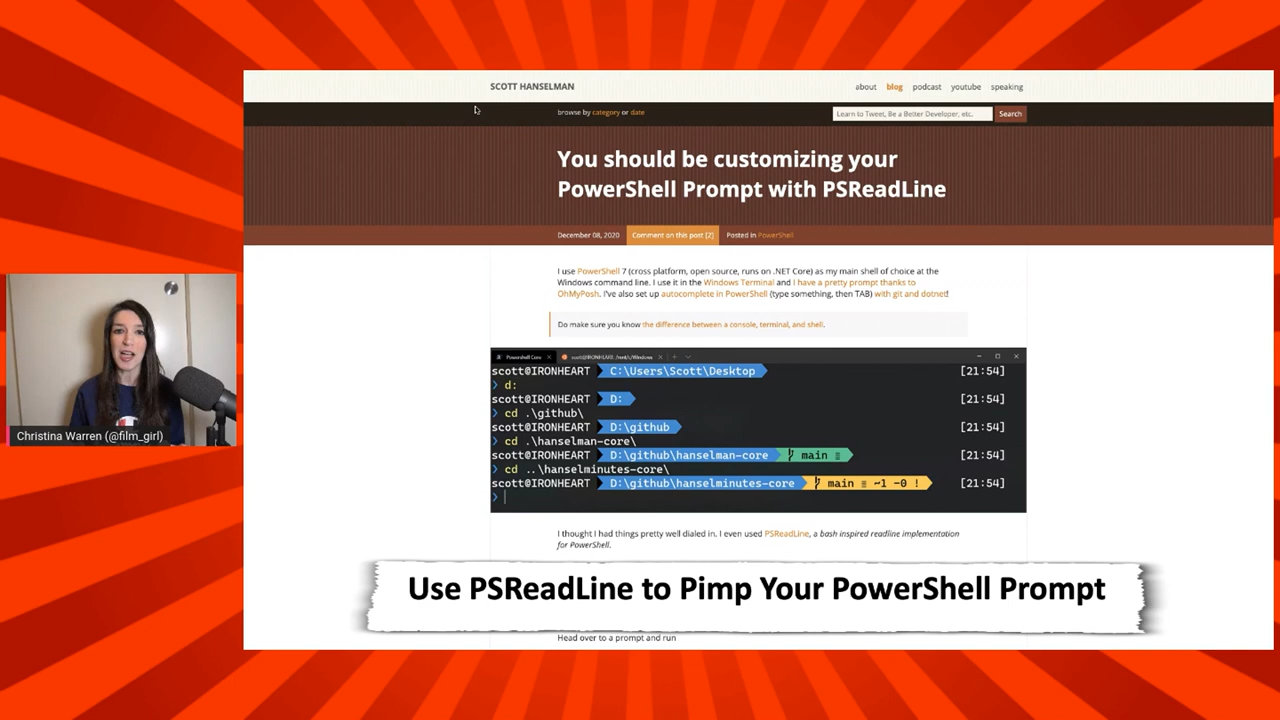 SCOTT HANSELMAN
about blog podcast youtube speaking
browse by category or date
Learn to Tweet, Be a Better Developer, etc.
Search
You should be customizing your
PowerShell Prompt with PSReadLine
December 08, 2020
Comment on this post [2]
Posted in PowerShell
I use PowerShell 7 (cross platform, open source, runs on .NET Core) as my main shell of choice at the
Windows command line. I use it in the Windows Terminal and I have a pretty prompt thanks to
OhMyPosh. I've also set up autocomplete in PowerShell (type something, then TAB) with git and dotnet!
Do make sure you know the difference between a console, terminal, and shell.
Powershell Core
scott@IRONHEART: /mnt/c/Windows
scott@IRONHEART C:\Users\Scott\Desktop [21:54]
❯ d:
scott@IRONHEART D: [21:54]
❯ cd .\github\
scott@IRONHEART D:\github [21:54]
❯ cd .\hanselman-core\
scott@IRONHEART D:\github\hanselman-core main ≡ [21:54]
❯ cd ..\hanselminutes-core\
scott@IRONHEART D:\github\hanselminutes-core main ≡ ~1 -0 ! [21:54]
❯
I thought I had things pretty well dialed in. I even used PSReadLine, a bash inspired readline implementation
for PowerShell.
Christina Warren (@film_girl)
Use PSReadLine to Pimp Your PowerShell Prompt
Head over to a prompt and run